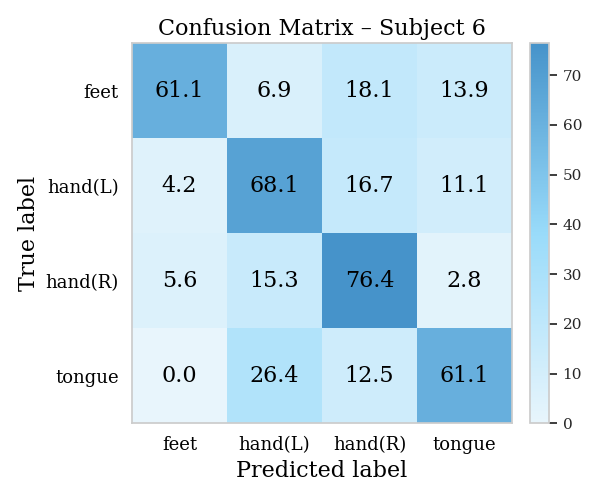 Confusion Matrix – Subject 6
feet 61.1 6.9 18.1 13.9
hand(L) 4.2 68.1 16.7 11.1
hand(R) 5.6 15.3 76.4 2.8
tongue 0.0 26.4 12.5 61.1
feet hand(L) hand(R) tongue
Predicted label
True label
70
60
50
40
30
20
10
0